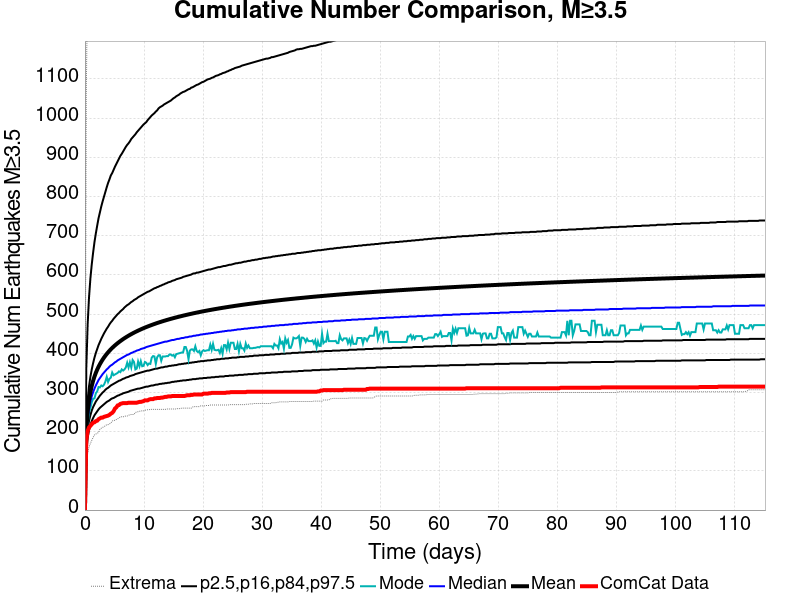 Cumulative Number Comparison, M≥3.5
Cumulative Num Earthquakes M≥3.5
1100
1000
900
800
700
600
500
400
300
200
100
0
0 10 20 30 40 50 60 70 80 90 100 110
Time (days)
Extrema p2.5,p16,p84,p97.5 Mode Median Mean ComCat Data